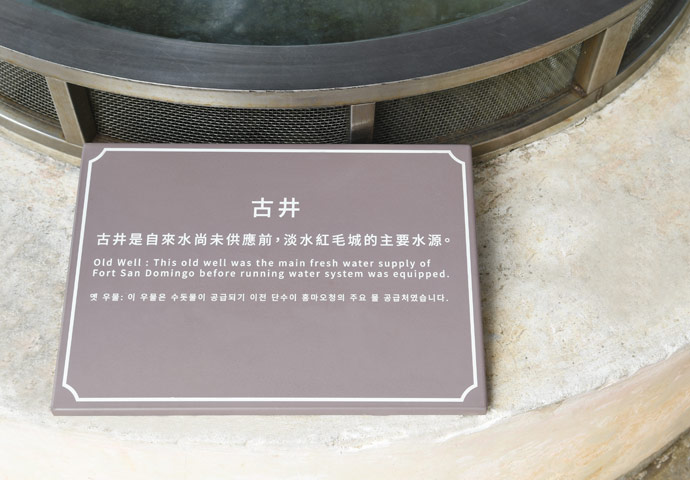 古井
古井是自來水尚未供應前，淡水紅毛城的主要水源。
Old Well : This old well was the main fresh water supply of
Fort San Domingo before running water system was equipped.
옛 우물: 이 우물은 수돗물이 공급되기 이전 단수이 홍마오청의 주요 물 공급처였습니다.